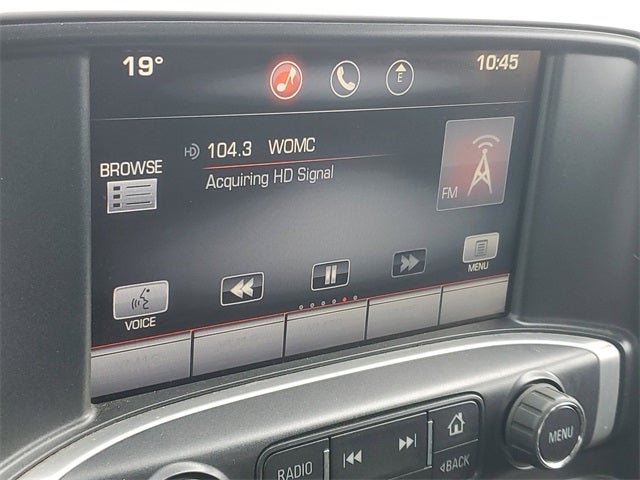 19° 10:45
E
HD 104.3 WOMC
BROWSE
Acquiring HD Signal
FM
VOICE
MENU
RADIO
BACK
MENU